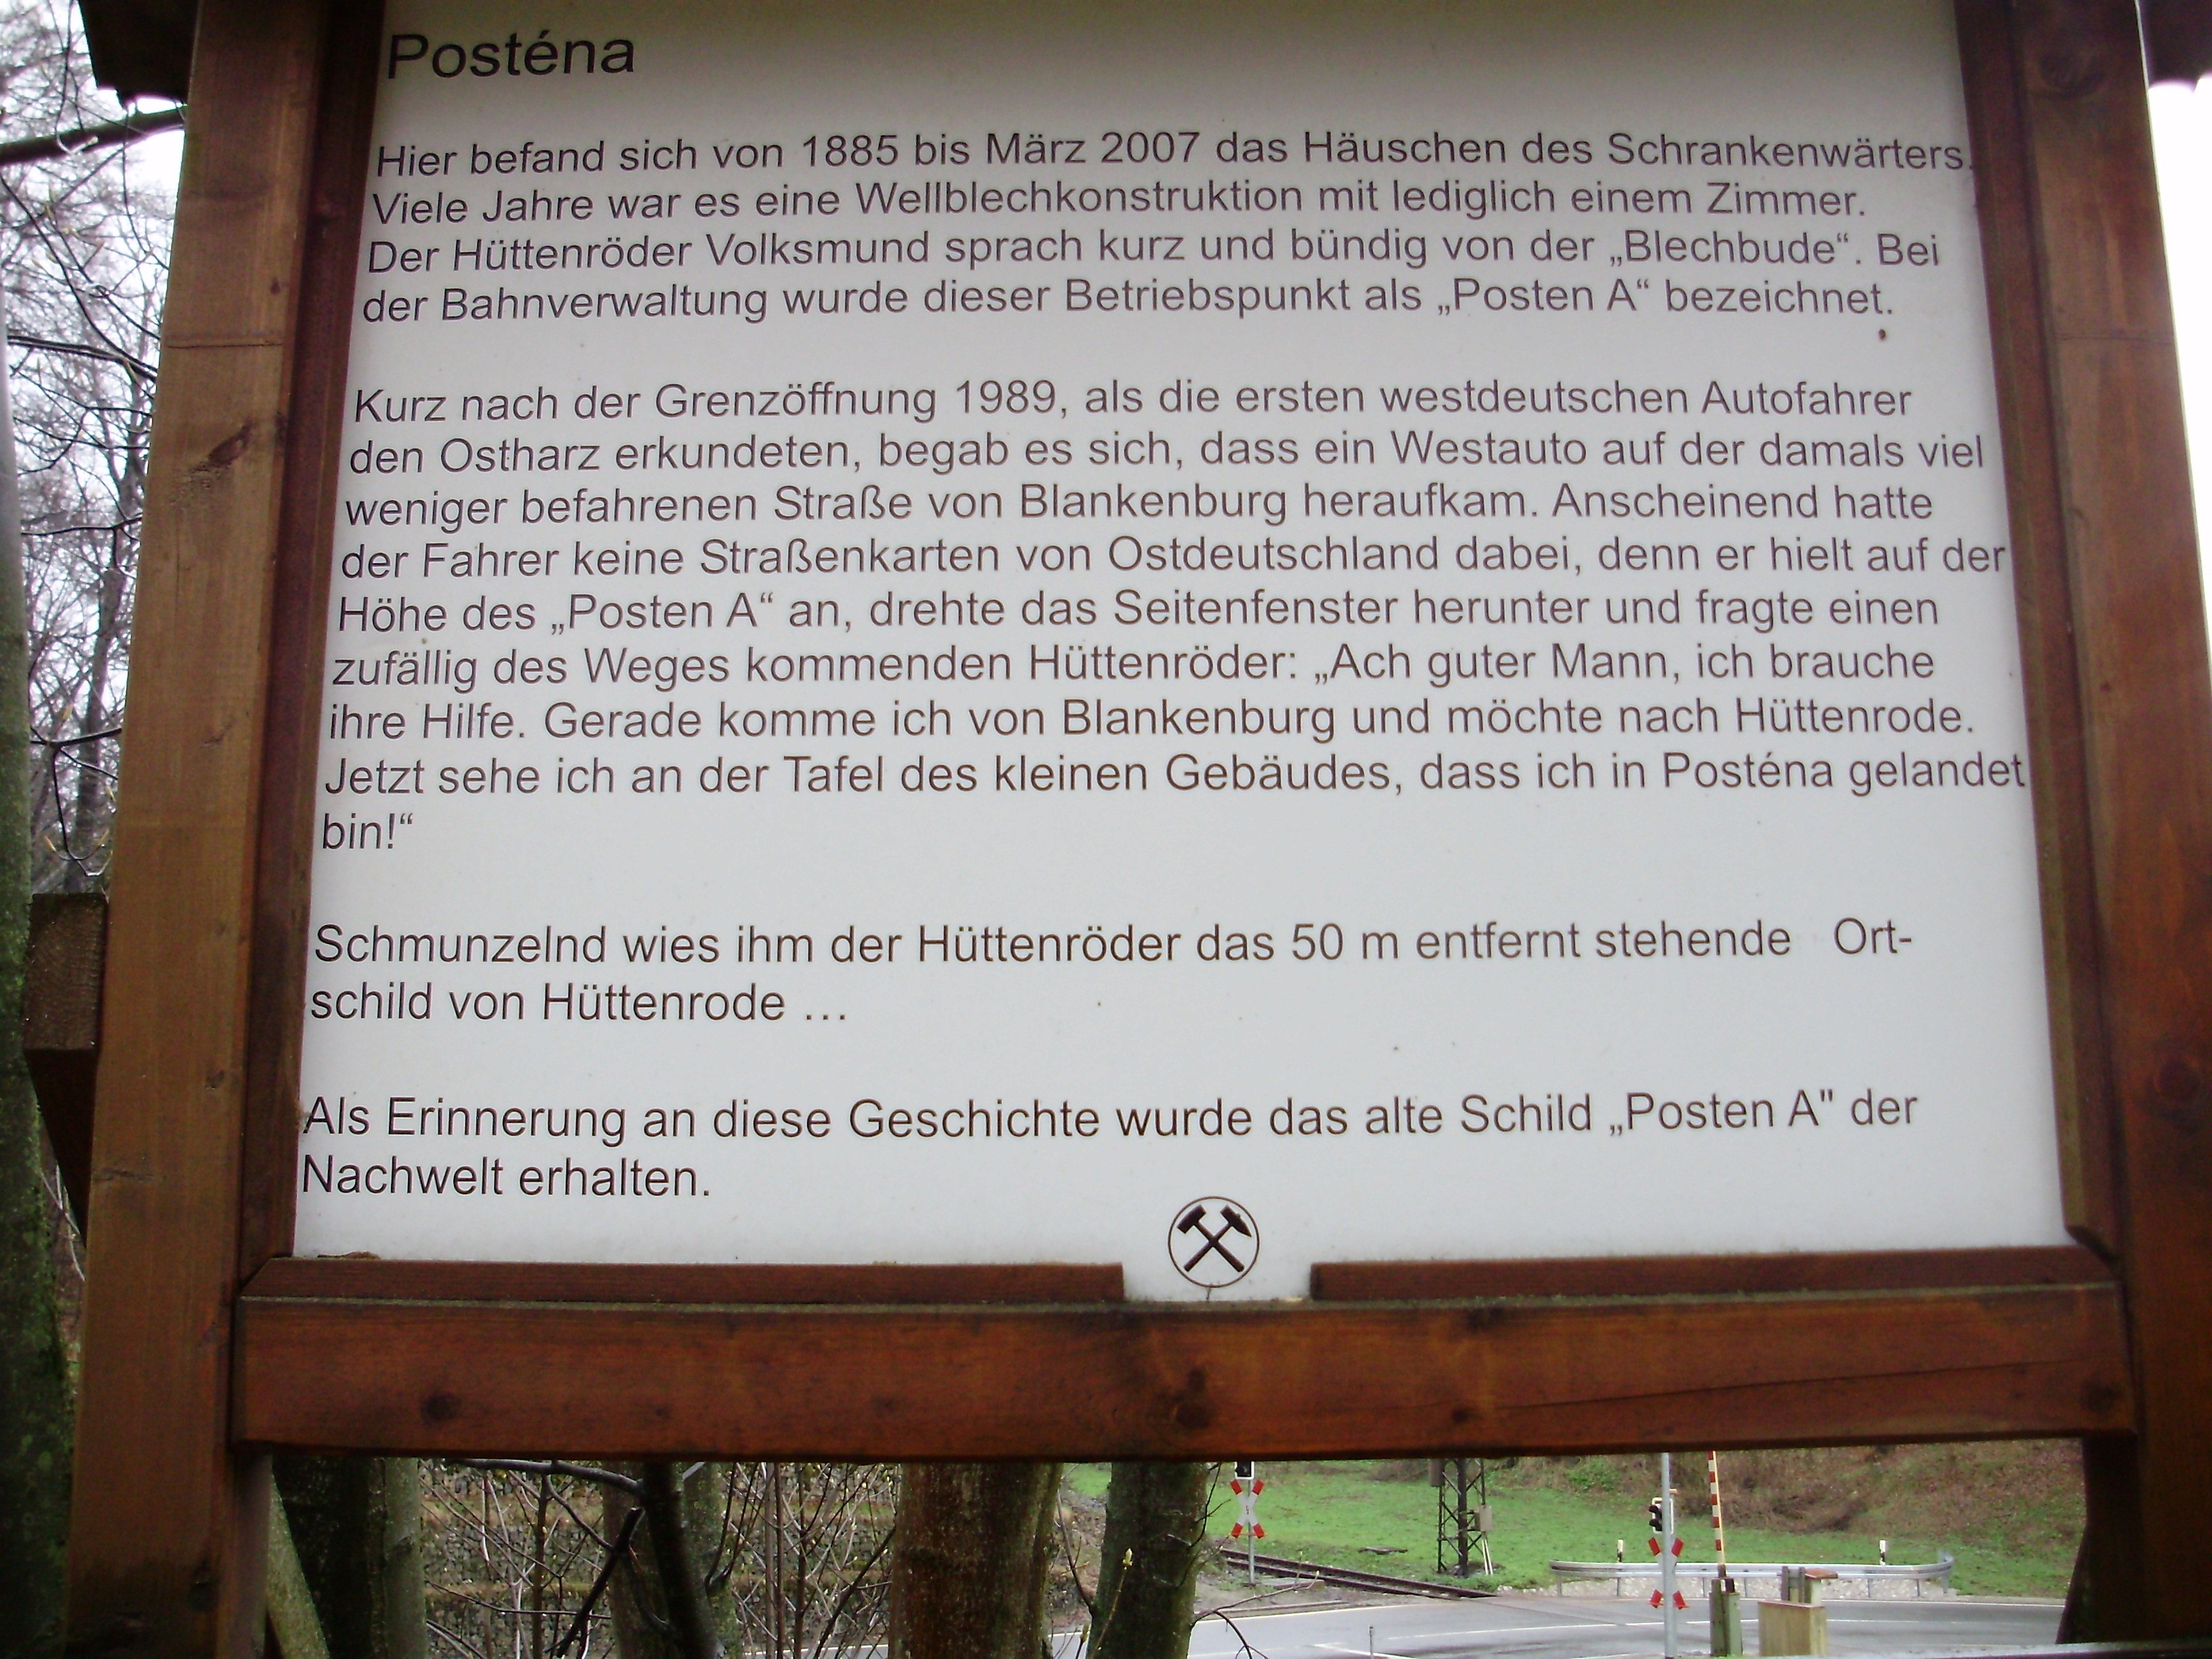 Posténa
Hier befand sich von 1885 bis März 2007 das Häuschen des Schrankenwärters.
Viele Jahre war es eine Wellblechkonstruktion mit lediglich einem Zimmer.
Der Hüttenröder Volksmund sprach kurz und bündig von der „Blechbude“. Bei
der Bahnverwaltung wurde dieser Betriebspunkt als „Posten A“ bezeichnet.
Kurz nach der Grenzöffnung 1989, als die ersten westdeutschen Autofahrer
den Ostharz erkundeten, begab es sich, dass ein Westauto auf der damals viel
weniger befahrenen Straße von Blankenburg heraufkam. Anscheinend hatte
der Fahrer keine Straßenkarten von Ostdeutschland dabei, denn er hielt auf der
Höhe des „Posten A“ an, drehte das Seitenfenster herunter und fragte einen
zufällig des Weges kommenden Hüttenröder: „Ach guter Mann, ich brauche
ihre Hilfe. Gerade komme ich von Blankenburg und möchte nach Hüttenrode.
Jetzt sehe ich an der Tafel des kleinen Gebäudes, dass ich in Posténa gelandet
bin!“
Schmunzelnd wies ihm der Hüttenröder das 50 m entfernt stehende Ort-
schild von Hüttenrode …
Als Erinnerung an diese Geschichte wurde das alte Schild „Posten A" der
Nachwelt erhalten.